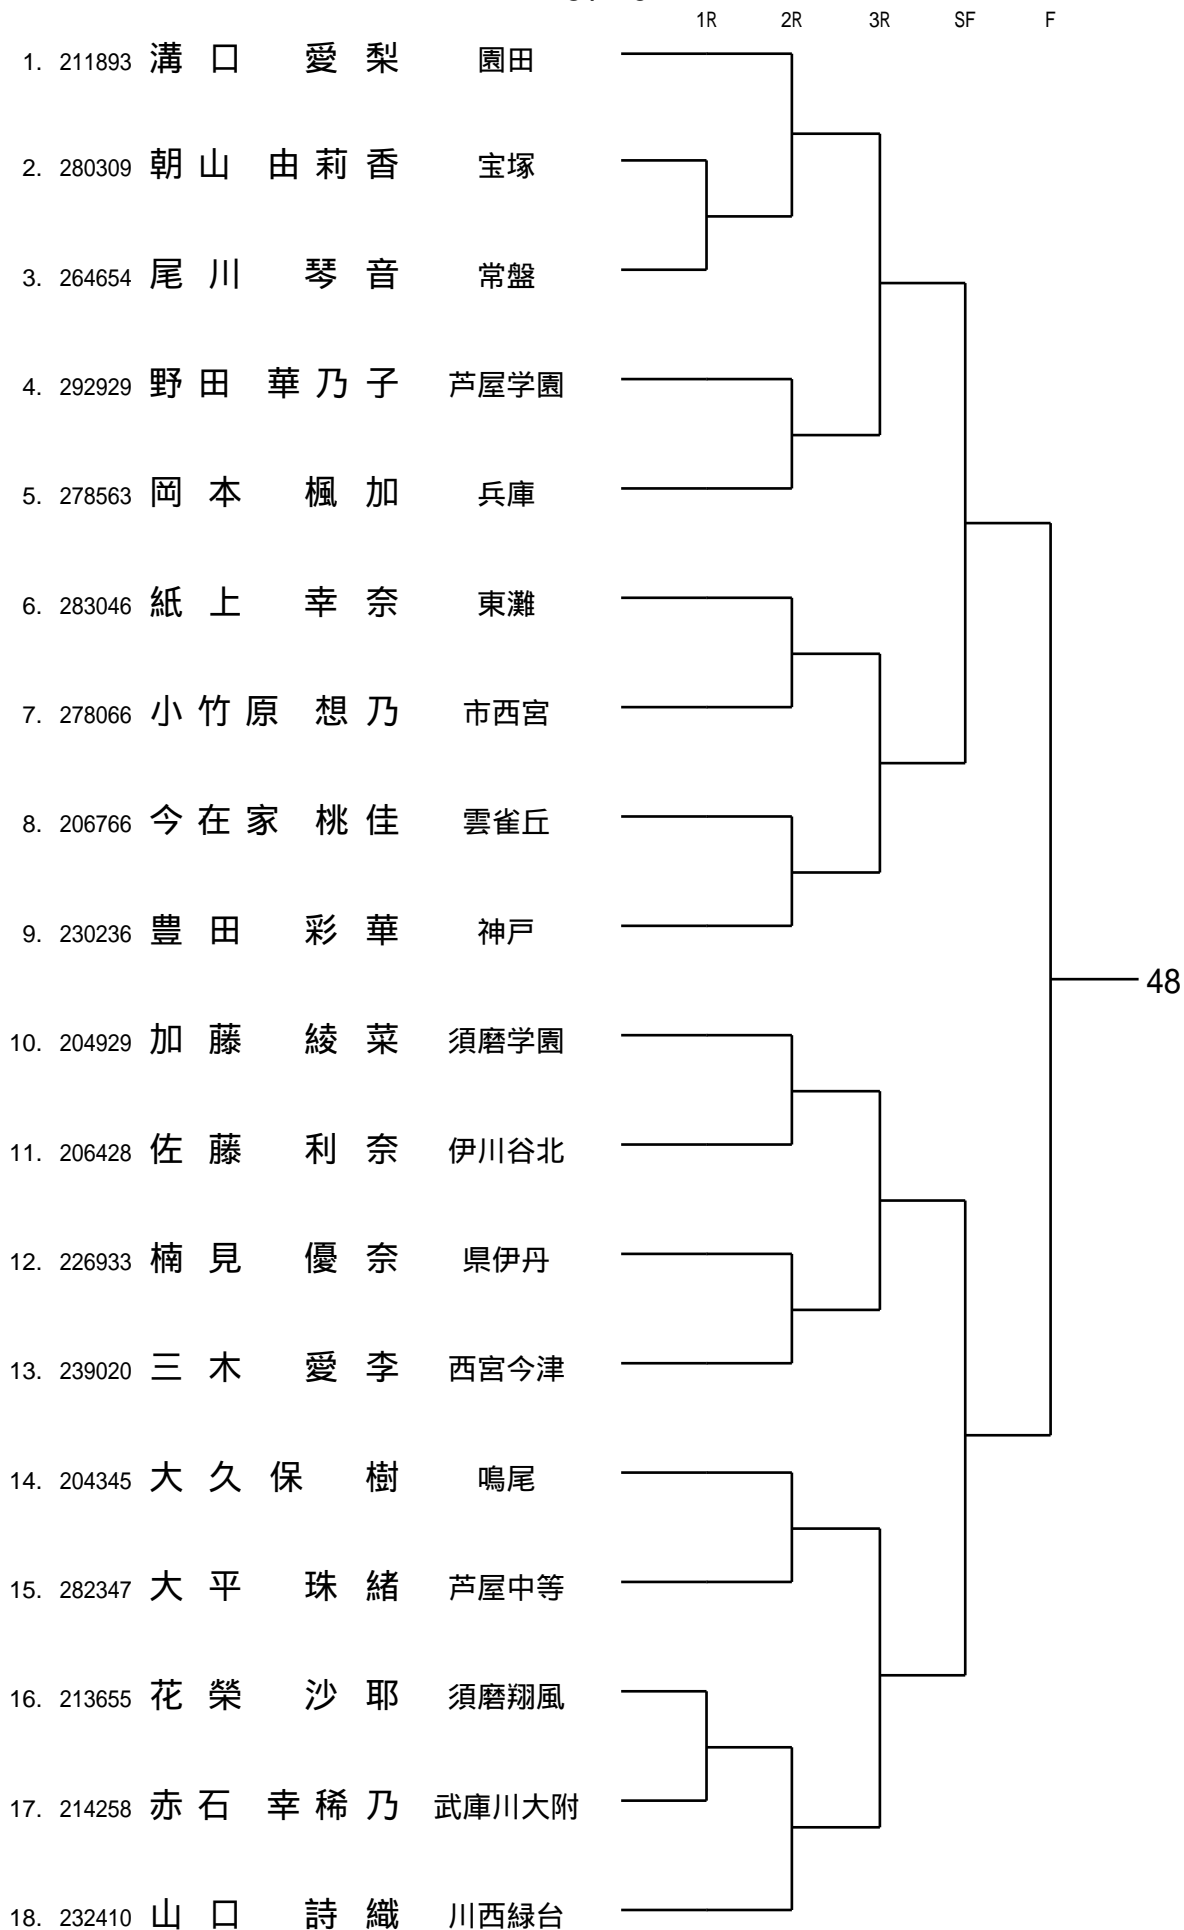 1R 2R 3R SF F
1. 211893 溝口 愛梨 園田
2. 280309 朝山 由莉香 宝塚
3. 264654 尾川 琴音 常盤
4. 292929 野田 華乃子 芦屋学園
5. 278563 岡本 楓加 兵庫
6. 283046 紙上 幸奈 東灘
7. 278066 小竹原 想乃 市西宮
8. 206766 今在家 桃佳 雲雀丘
9. 230236 豊田 彩華 神戸
48
10. 204929 加藤 綾菜 須磨学園
11. 206428 佐藤 利奈 伊川谷北
12. 226933 楠見 優奈 県伊丹
13. 239020 三木 愛李 西宮今津
14. 204345 大久保 樹 鳴尾
15. 282347 大平 珠緒 芦屋中等
16. 213655 花榮 沙耶 須磨翔風
17. 214258 赤石 幸稀乃 武庫川大附
18. 232410 山口 詩織 川西緑台